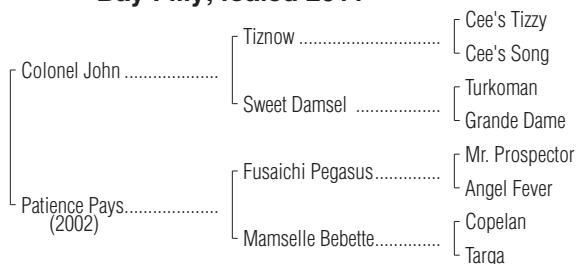 Bay Filly; foaled 2011
Cee's Tizzy
Tiznow ..............................
Cee's Song
Colonel John ....................
Turkoman
Sweet Damsel ..................
Grande Dame
Mr. Prospector
Fusaichi Pegasus.................
Angel Fever
Patience Pays....................
(2002)
Copelan
Mamselle Bebette..............
Targa